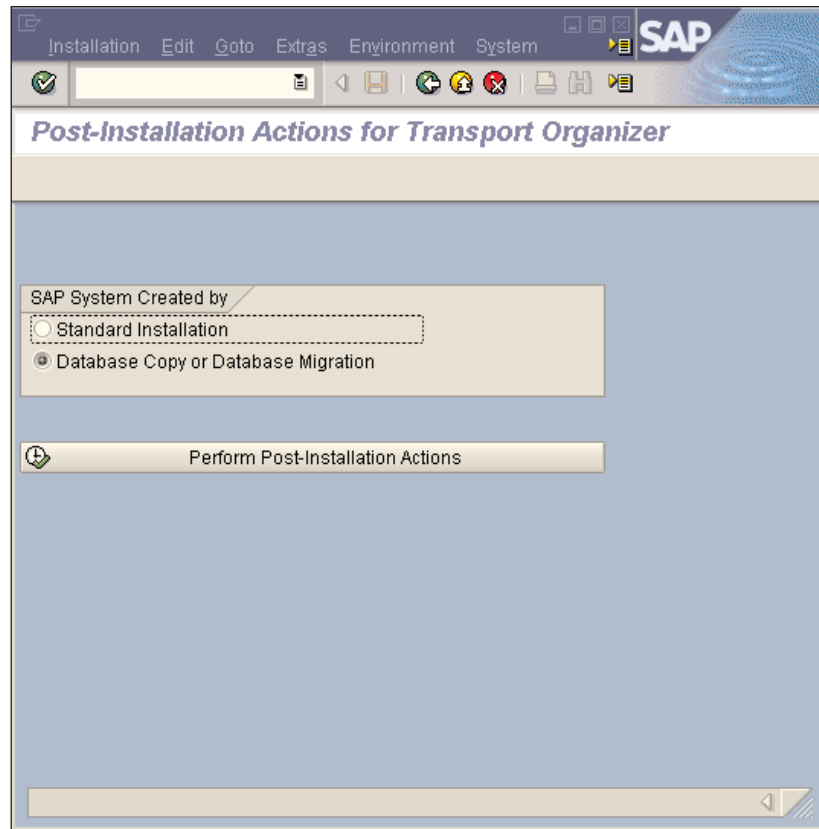 Installation Edit Goto Extras Environment System
SAP
Post-Installation Actions for Transport Organizer
SAP System Created by
Standard Installation
Database Copy or Database Migration
Perform Post-Installation Actions